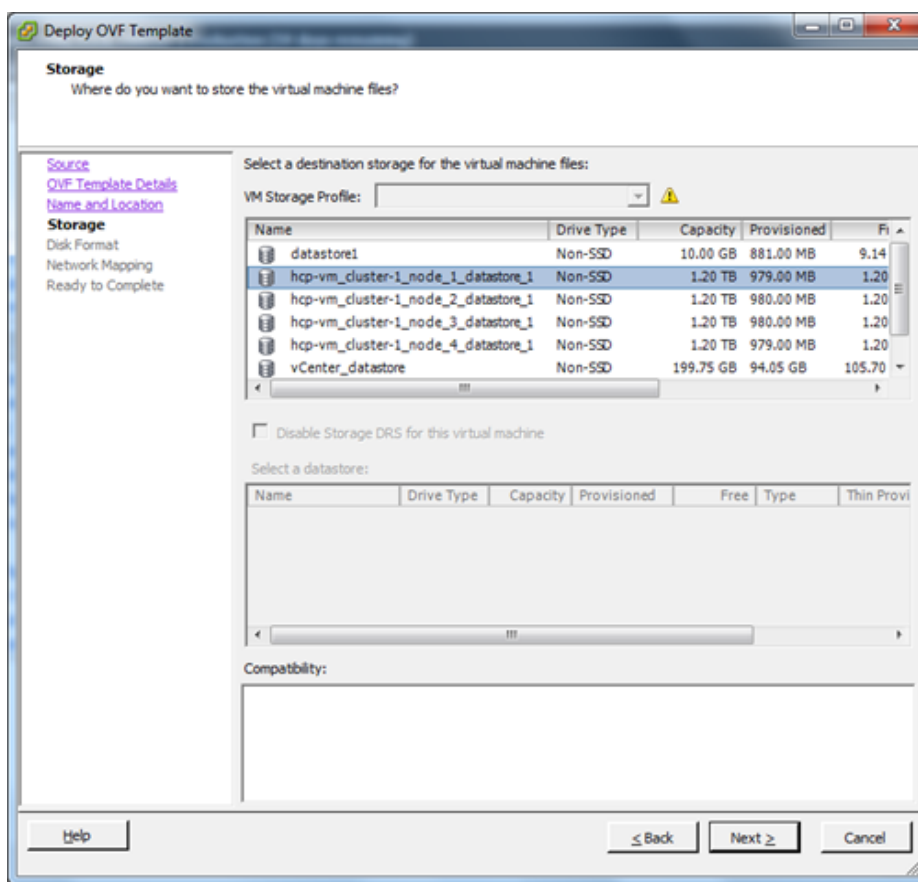 Deploy OVF Template
Storage
Where do you want to store the virtual machine files?
Source
OVF Template Details
Name and Location
Storage
Disk Format
Network Mapping
Ready to Complete
Select a destination storage for the virtual machine files:
VM Storage Profile:
Name Drive Type Capacity Provisioned
datastore1 Non-SSD 10.00 GB 881.00 MB 9.14
hcp-vm_cluster-1_node_1_datastore_1 Non-SSD 1.20 TB 979.00 MB 1.20
hcp-vm_cluster-1_node_2_datastore_1 Non-SSD 1.20 TB 980.00 MB 1.20
hcp-vm_cluster-1_node_3_datastore_1 Non-SSD 1.20 TB 980.00 MB 1.20
hcp-vm_cluster-1_node_4_datastore_1 Non-SSD 1.20 TB 979.00 MB 1.20
vCenter_datastore Non-SSD 199.75 GB 94.05 GB 105.70
Disable Storage DRS for this virtual machine
Select a datastore:
Name Drive Type Capacity Provisioned Free Type Thin Provi
Compatibility:
Help < Back Next > Cancel